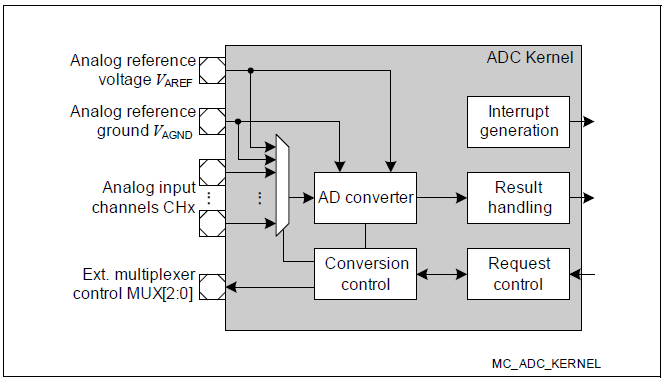 ADC Kernel
Analog reference
voltage VAREF
Analog reference
ground VAGND
Analog input
channels CHx
Ext. multiplexer
control MUX[2:0]
AD converter
Conversion
control
Interrupt
generation
Result
handling
Request
control
MC_ADC_KERNEL